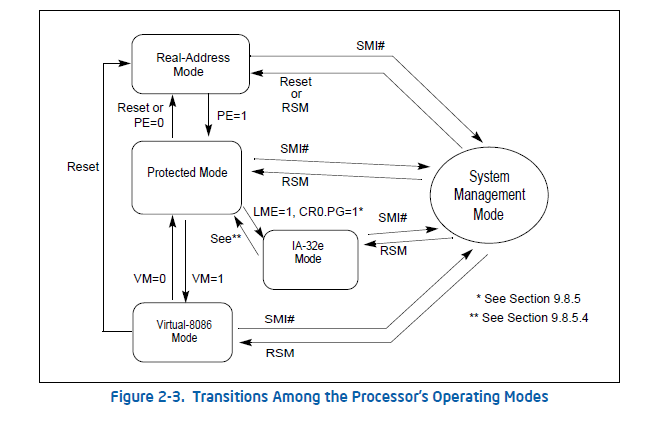 SMI#
Real-Address
Mode
Reset
or
RSM
Reset or
PE=0
PE=1
SMI#
Reset
Protected Mode
RSM
System
Management
Mode
LME=1, CR0.PG=1*
SMI#
See**
IA-32e
Mode
RSM
VM=0
VM=1
* See Section 9.8.5
** See Section 9.8.5.4
Virtual-8086
Mode
SMI#
RSM
Figure 2-3. Transitions Among the Processor's Operating Modes